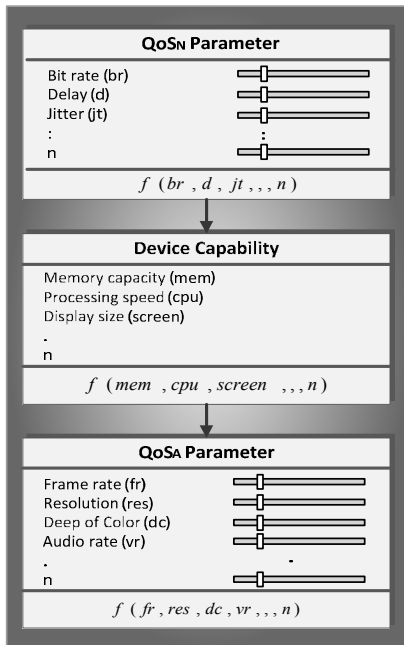 QoSN Parameter
Bit rate (br)
Delay (d)
Jitter (jt)
:
:
n
f (br , d , jt , , , n )
Device Capability
Memory capacity (mem)
Processing speed (cpu)
Display size (screen)
.
n
f (mem , cpu , screen , , , n )
QoSA Parameter
Frame rate (fr)
Resolution (res)
Deep of Color (dc)
Audio rate (vr)
.
n
f ( fr , res , dc , vr , , , n )